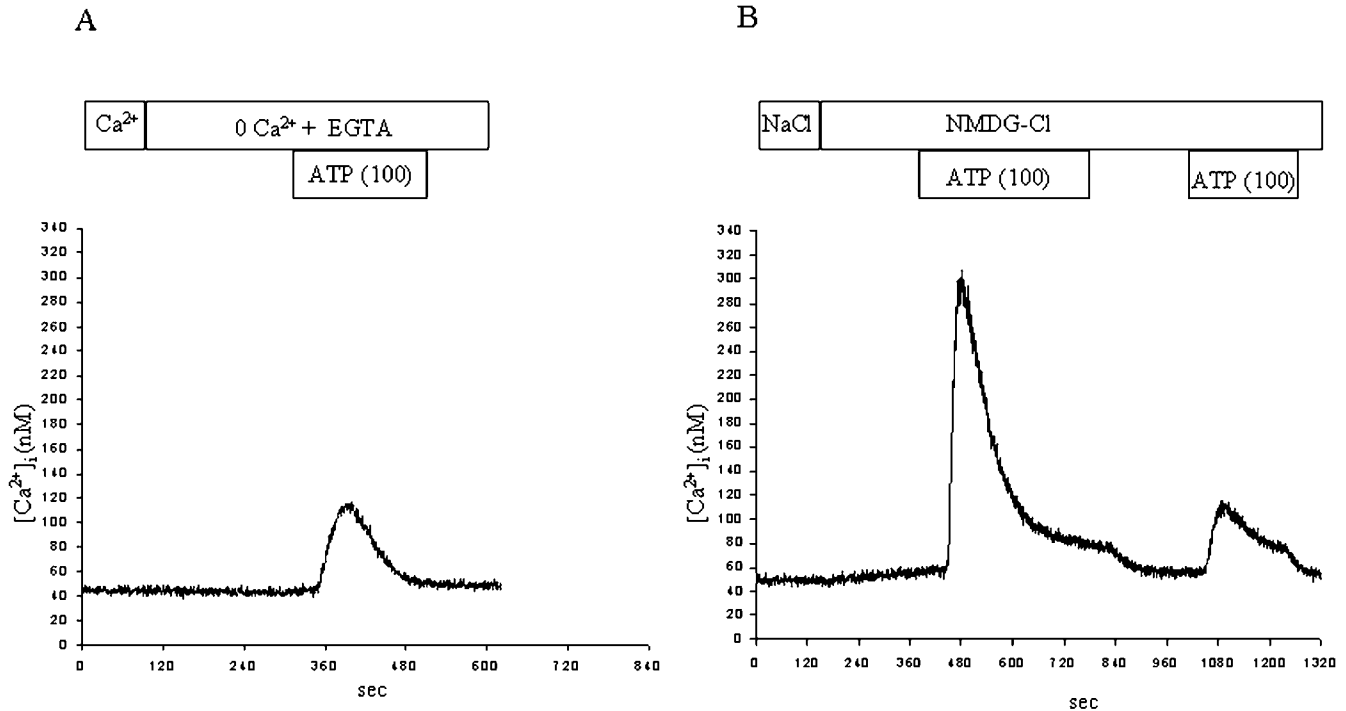 A
B
Ca²⁺
0 Ca²⁺ + EGTA
ATP (100)
NaCl
NMDG-Cl
ATP (100)
ATP (100)
[Ca²⁺]ᵢ (nM)
340
320
300
280
260
240
220
200
180
160
140
120
100
80
60
40
20
0
0 120 240 360 480 600 720 840
sec
[Ca²⁺]ᵢ (nM)
340
320
300
280
260
240
220
200
180
160
140
120
100
80
60
40
20
0
0 120 240 360 480 600 720 840 960 1080 1200 1320
sec